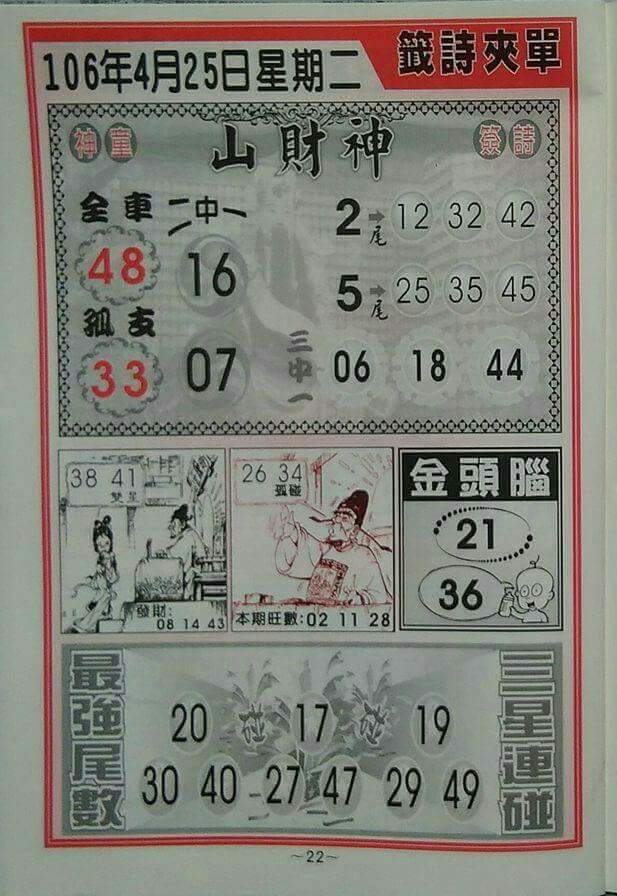 籤詩夾單
106年4月25日星期二
神童
山財神
簽詩
全車
48
孤支
33
二中一
16
07
2尾 12 32 42
5尾 25 35 45
三中一
06 18 44
38 41
雙星
發財:
08 14 43
26 34
孤碰
本期旺數:02 11 28
金頭腦
21
36
最強尾數
20 碰 17 碰 19
30 40 27 47 29 49
三星連碰
~22~